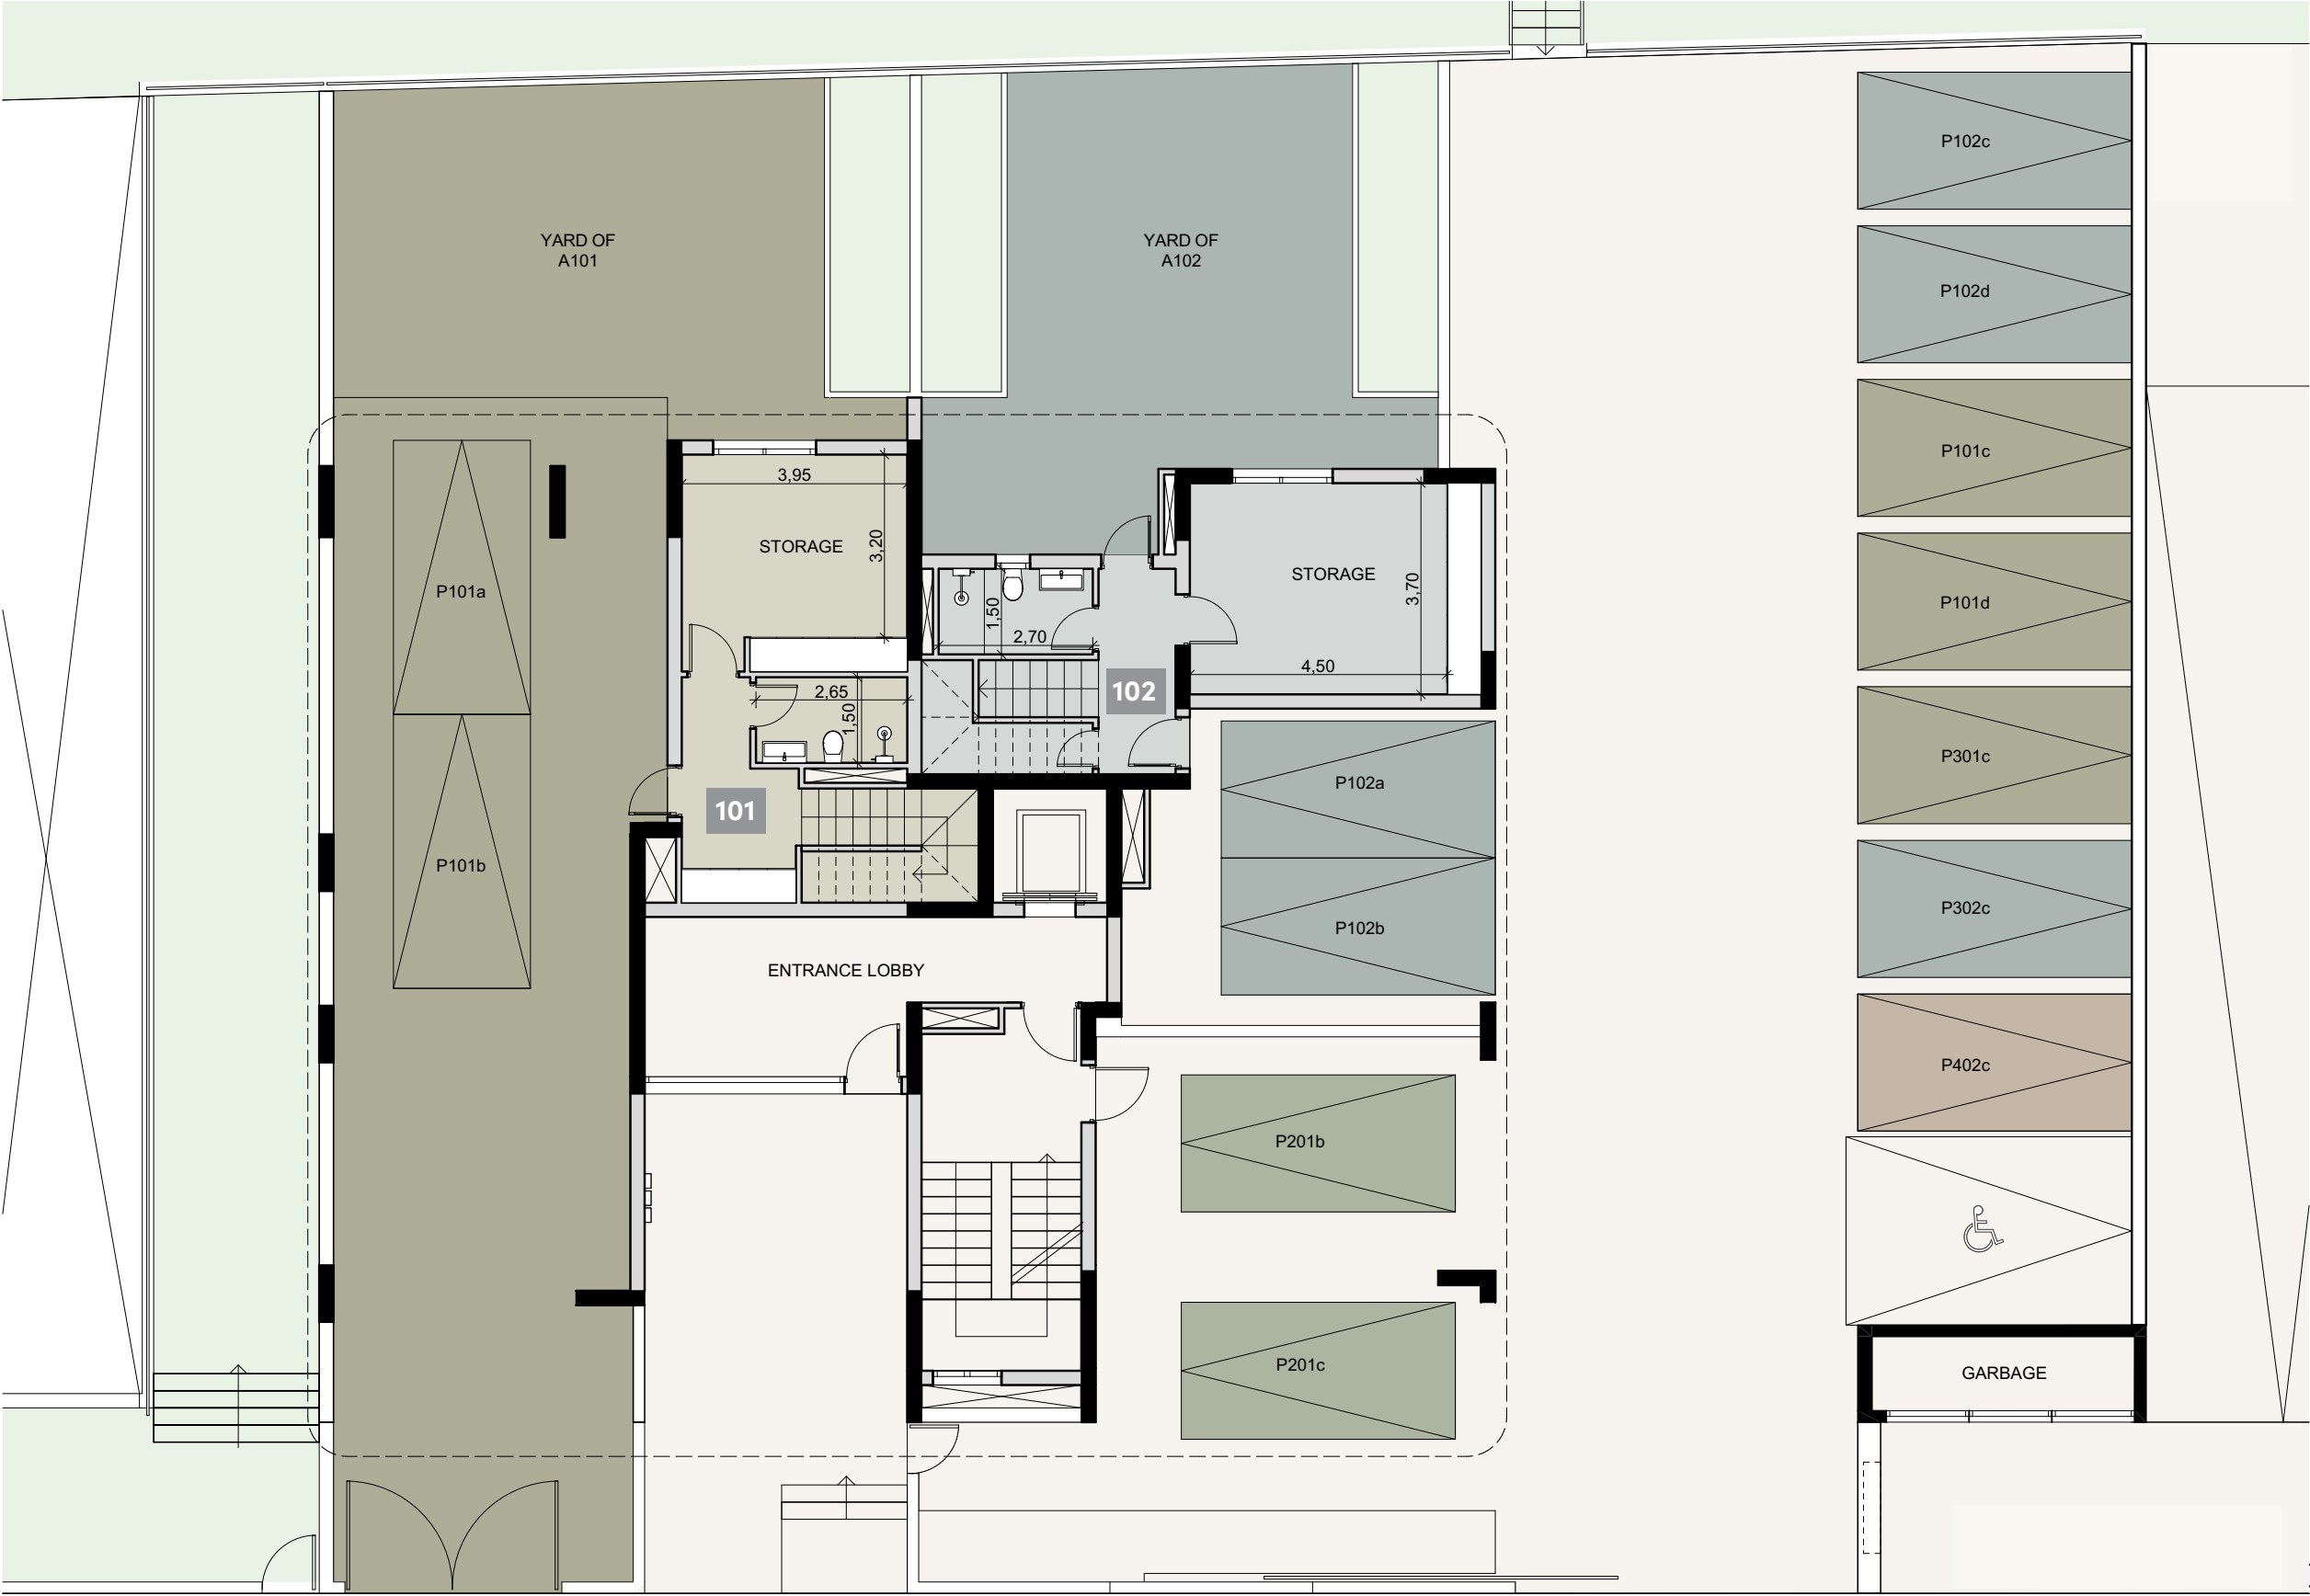 P102c
YARD OF
A101
YARD OF
A102
P102d
P101c
3,95
STORAGE
3,20
STORAGE
3,70
P101a
1,50
2,70
P101d
4,50
102
2,65
1,50
P301c
P102a
101
P101b
P302c
P102b
ENTRANCE LOBBY
P402c
P201b
P201c
GARBAGE